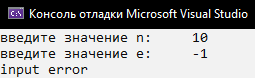 Консоль отладки Microsoft Visual Studio
введите значение n:     10
введите значение e:     -1
input error